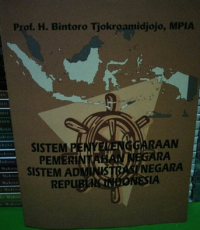 Prof. H. Bintoro Tjokroamidjojo, MPIA
SISTEM PENYELENGGARAAN
PEMERINTAHAN NEGARA
SISTEM ADMINISTRASI NEGARA
REPUBLIK INDONESIA